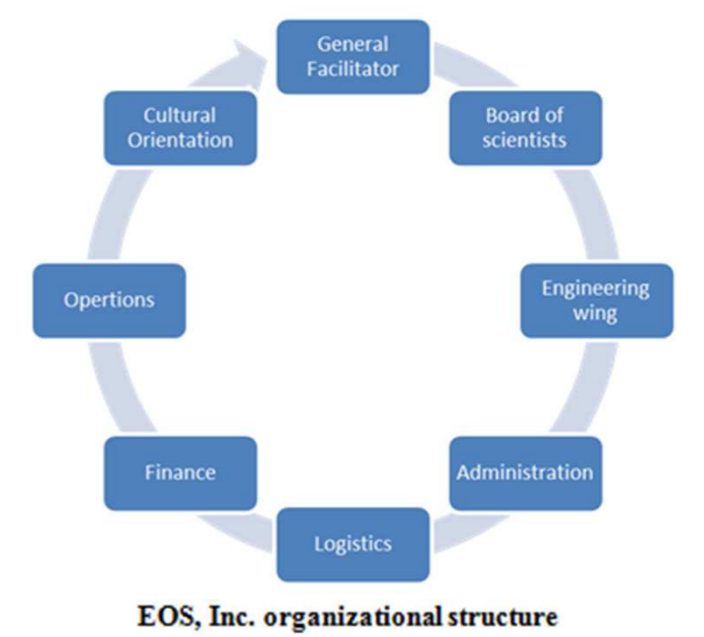 General
Facilitator
Board of
scientists
Engineering
wing
Administration
Logistics
Finance
Opertions
Cultural
Orientation
EOS, Inc. organizational structure